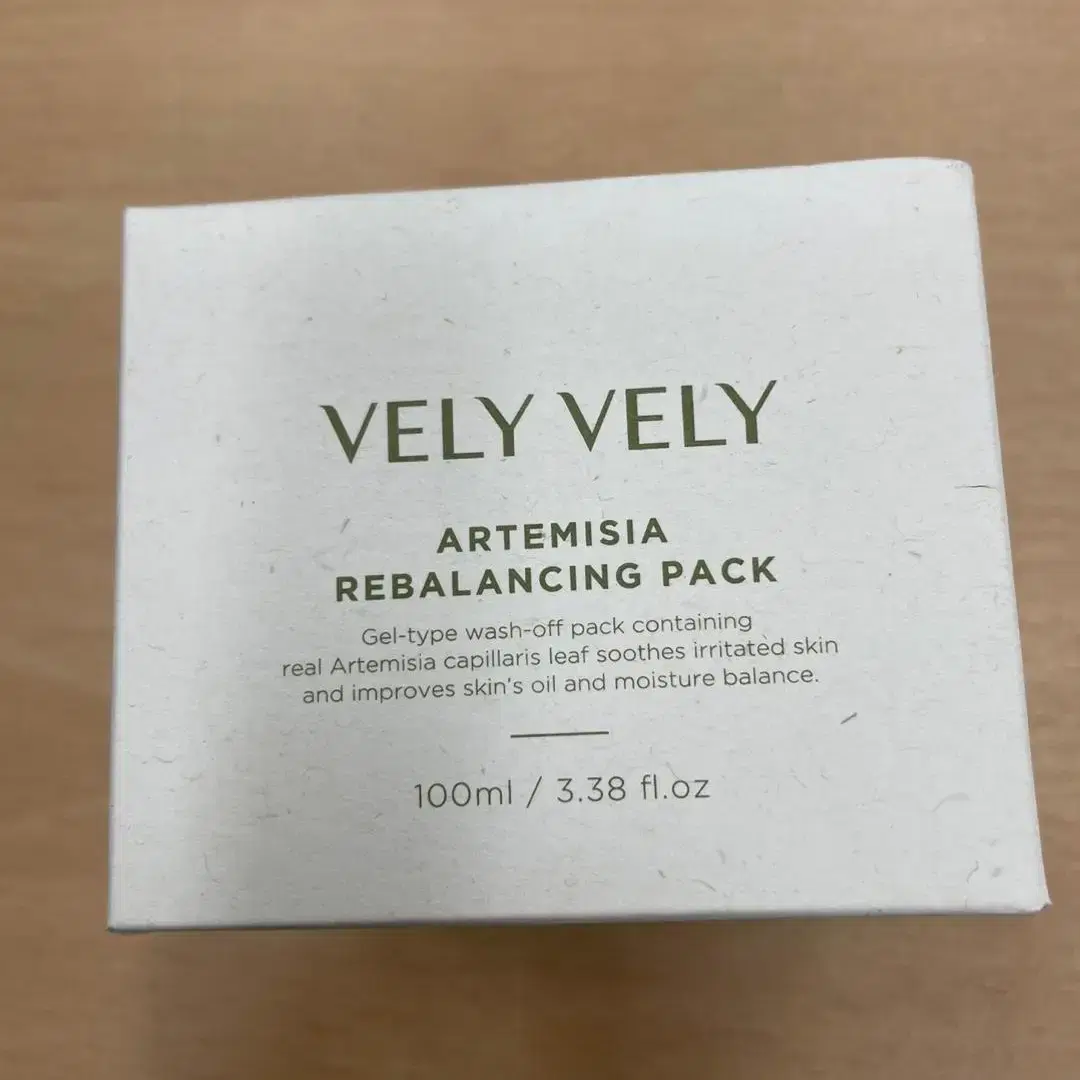 VELY VELY
ARTEMISIA
REBALANCING PACK
Gel-type wash-off pack containing
real Artemisia capillaris leaf soothes irritated skin
and improves skin's oil and moisture balance.
100ml / 3.38 fl.oz